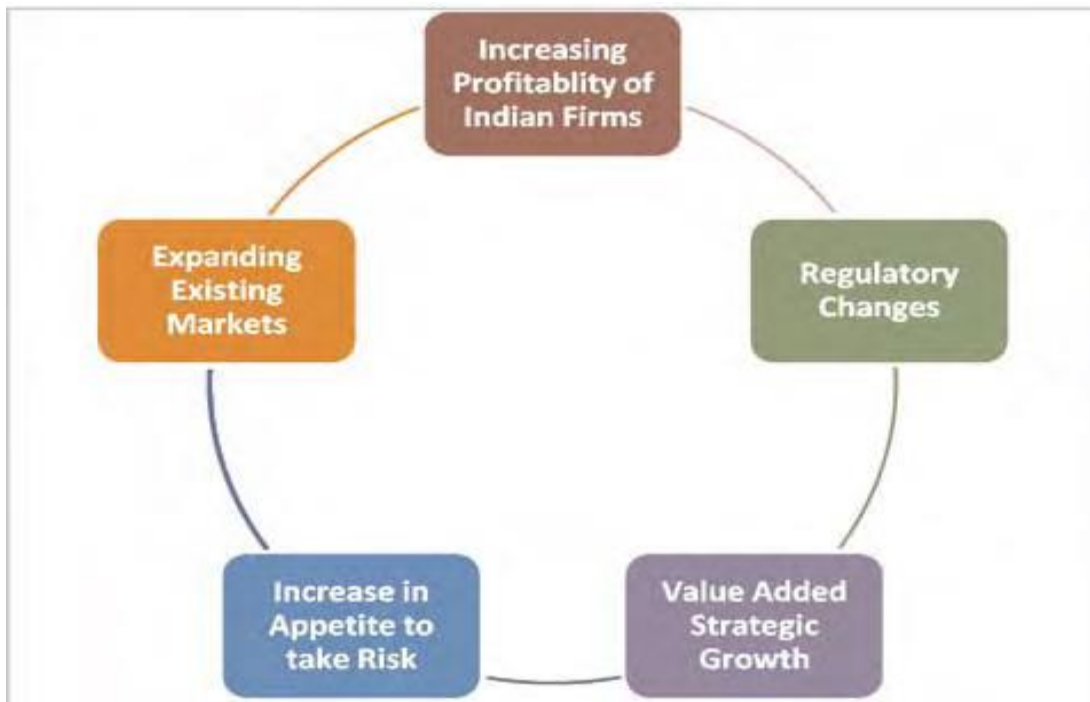 Increasing
Profitablity of
Indian Firms
Regulatory
Changes
Value Added
Strategic
Growth
Increase in
Appetite to
take Risk
Expanding
Existing
Markets